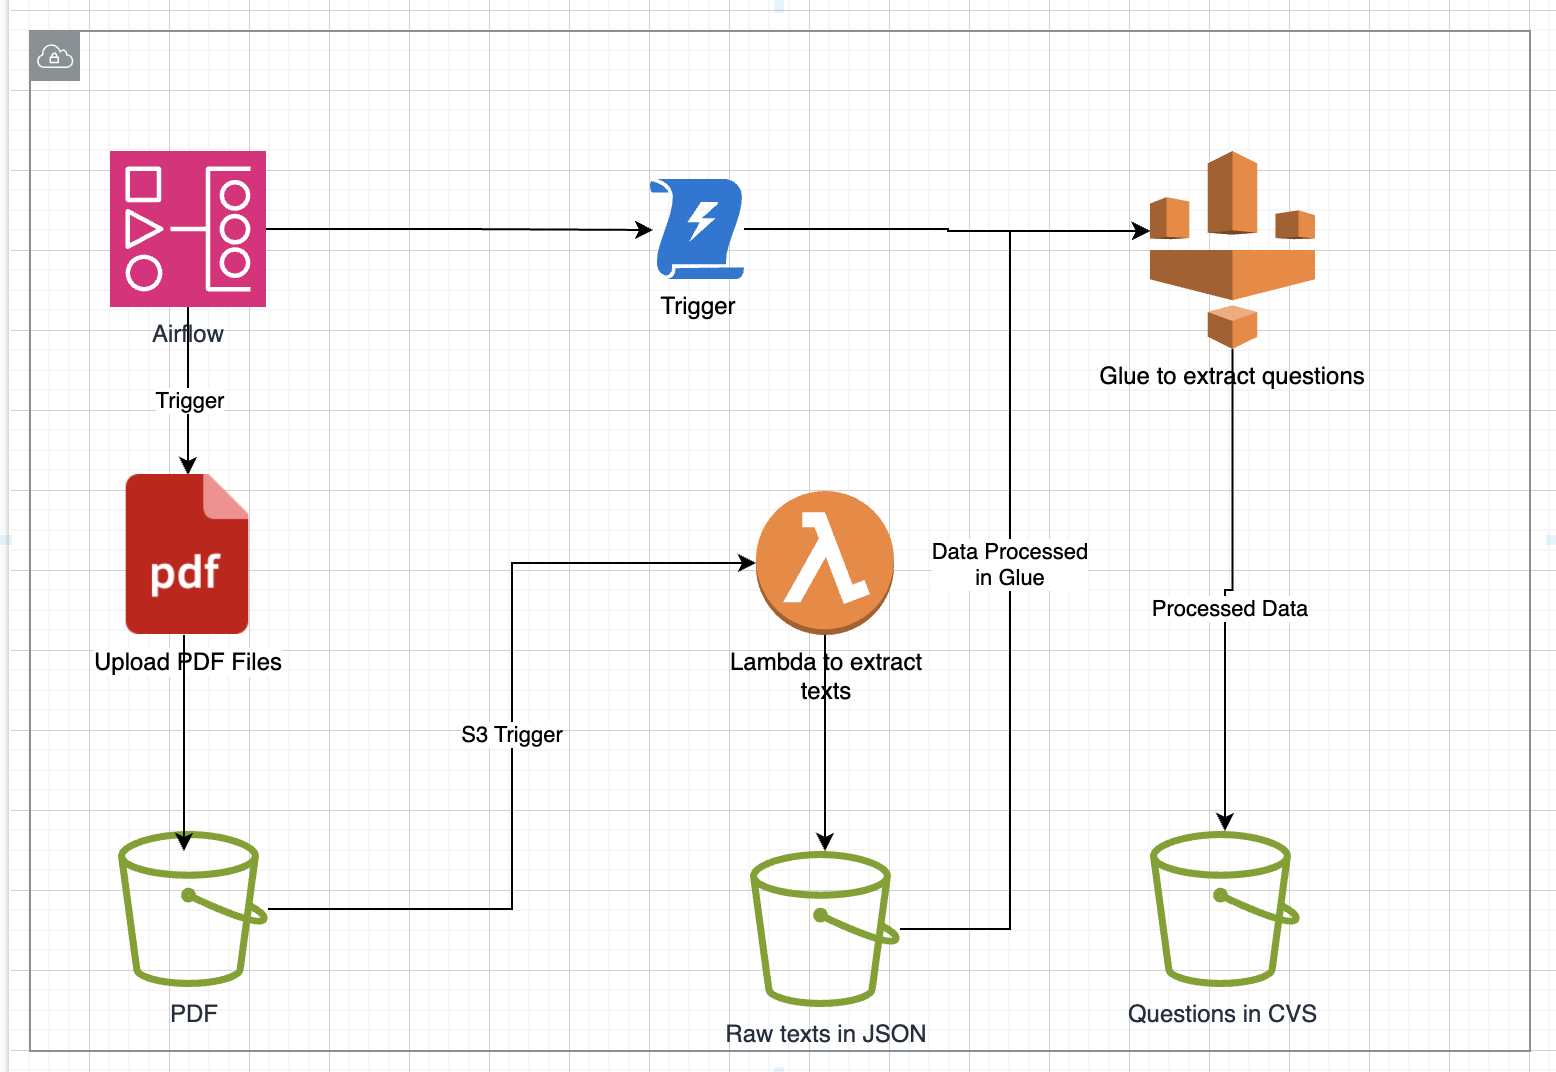 Airflow
Trigger
Trigger
Glue to extract questions
pdf
Upload PDF Files
Lambda to extract
texts
Data Processed
in Glue
Processed Data
S3 Trigger
PDF
Raw texts in JSON
Questions in CVS